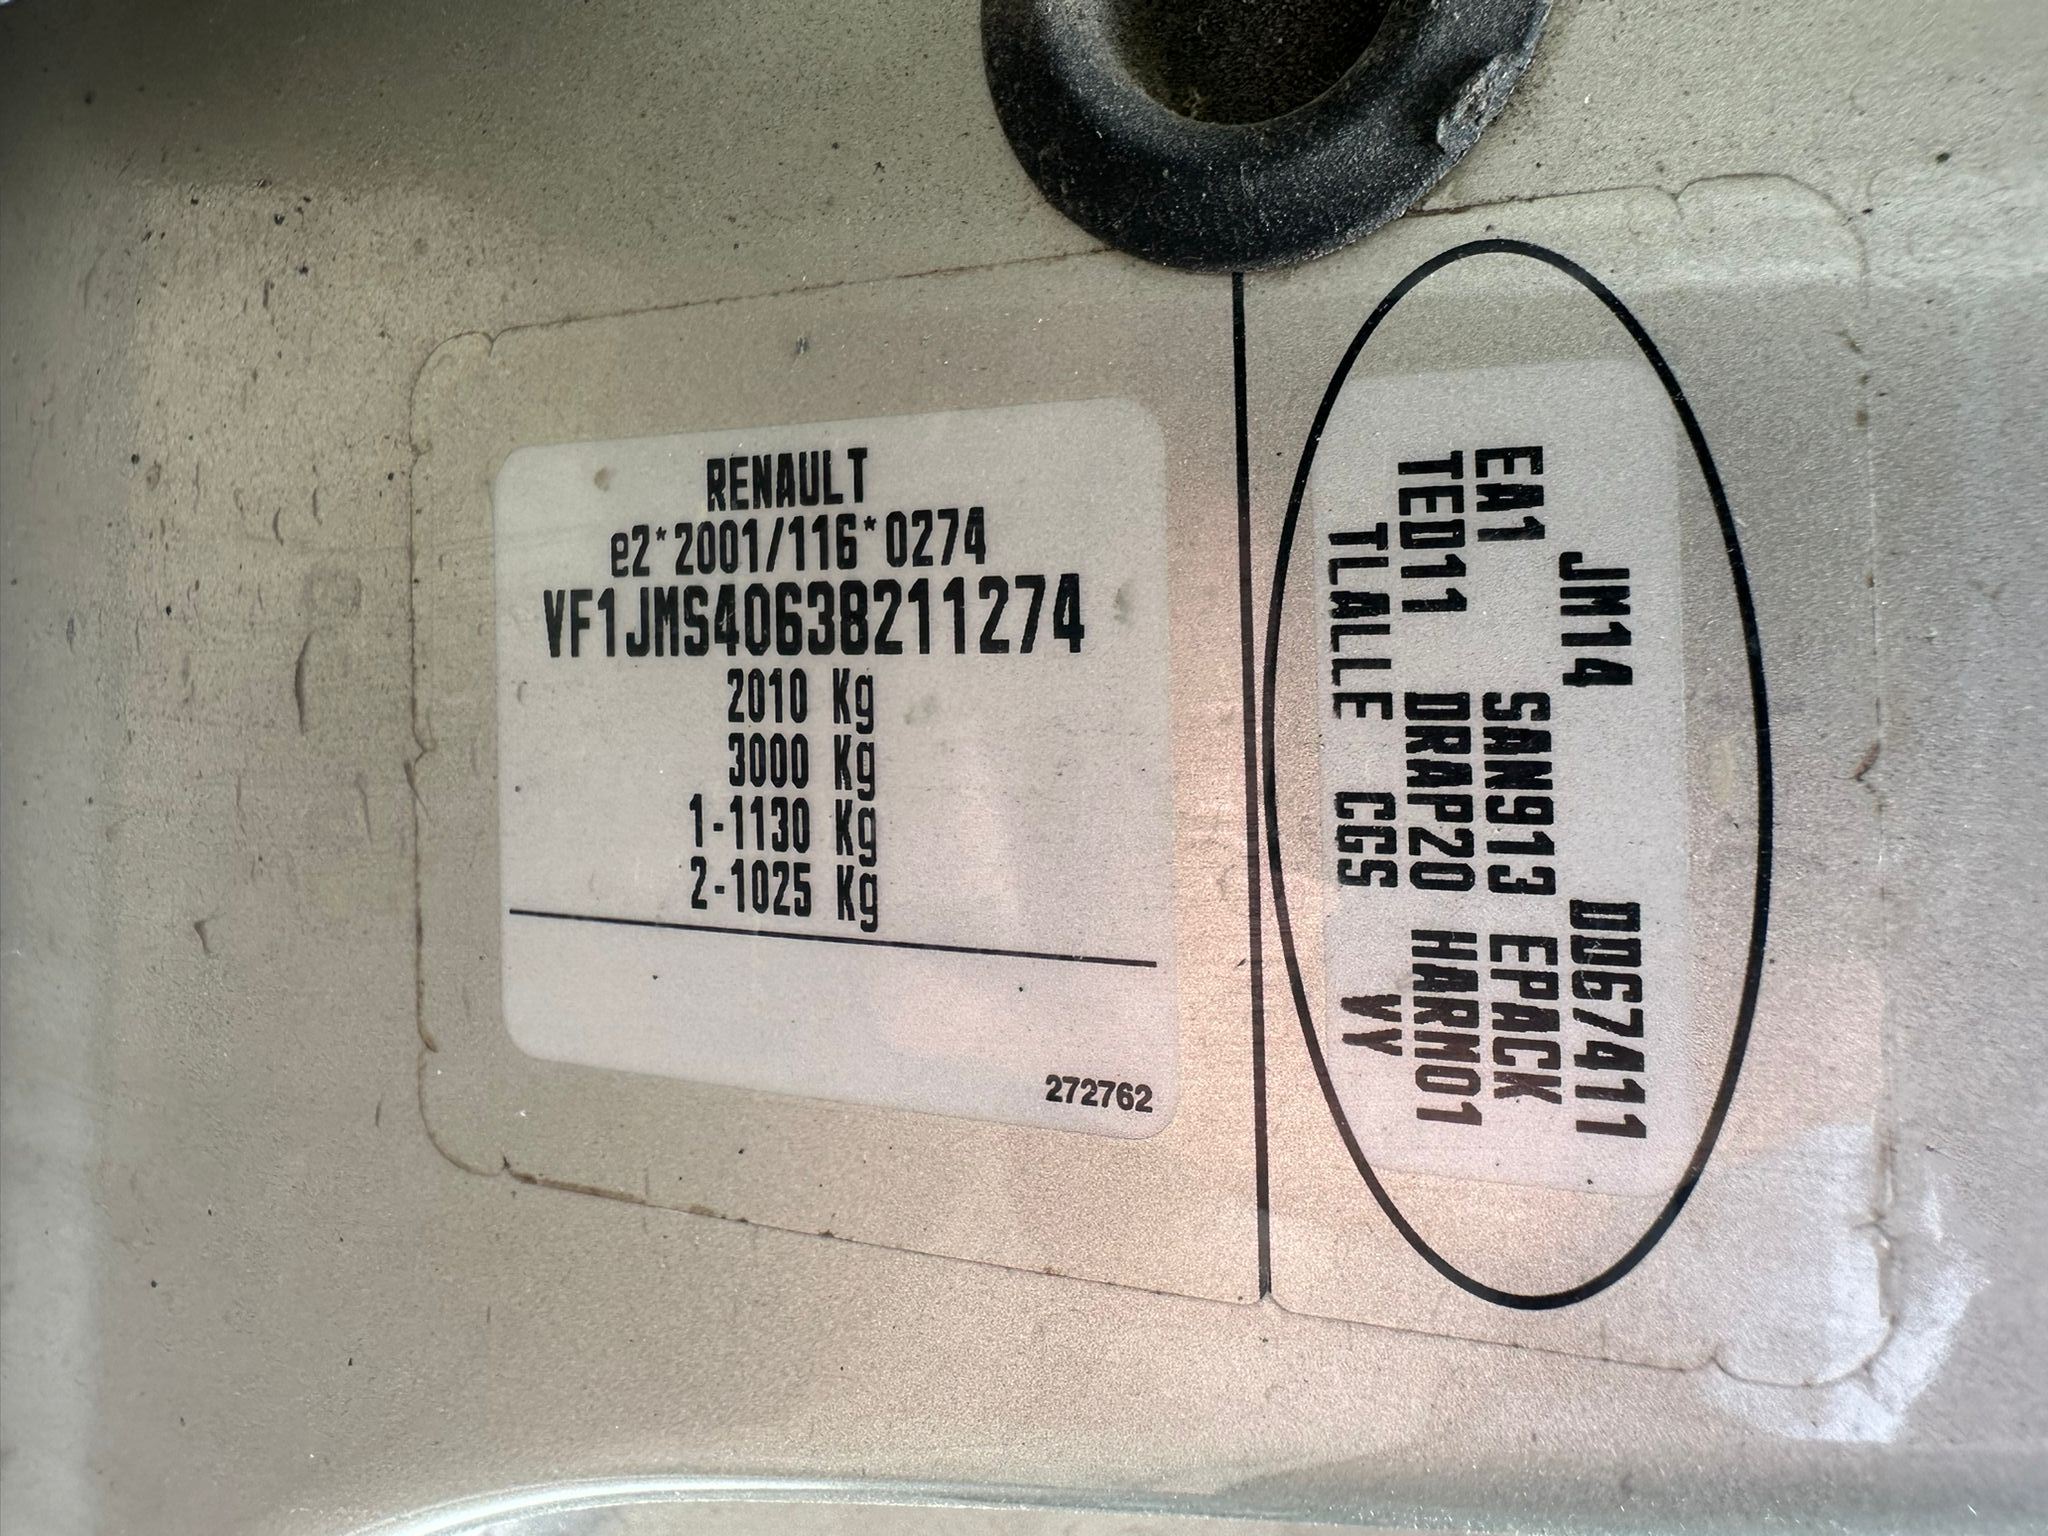 RENAULT
e2*2001/116*0274
VF1JMS40638211274
2010 Kg
3000 Kg
1-1130 Kg
2-1025 Kg
272762
JM14 DD67411
EA1 SAN913 EPACK
TED11 DRAP20 HARM01
TLALLE CGS VY